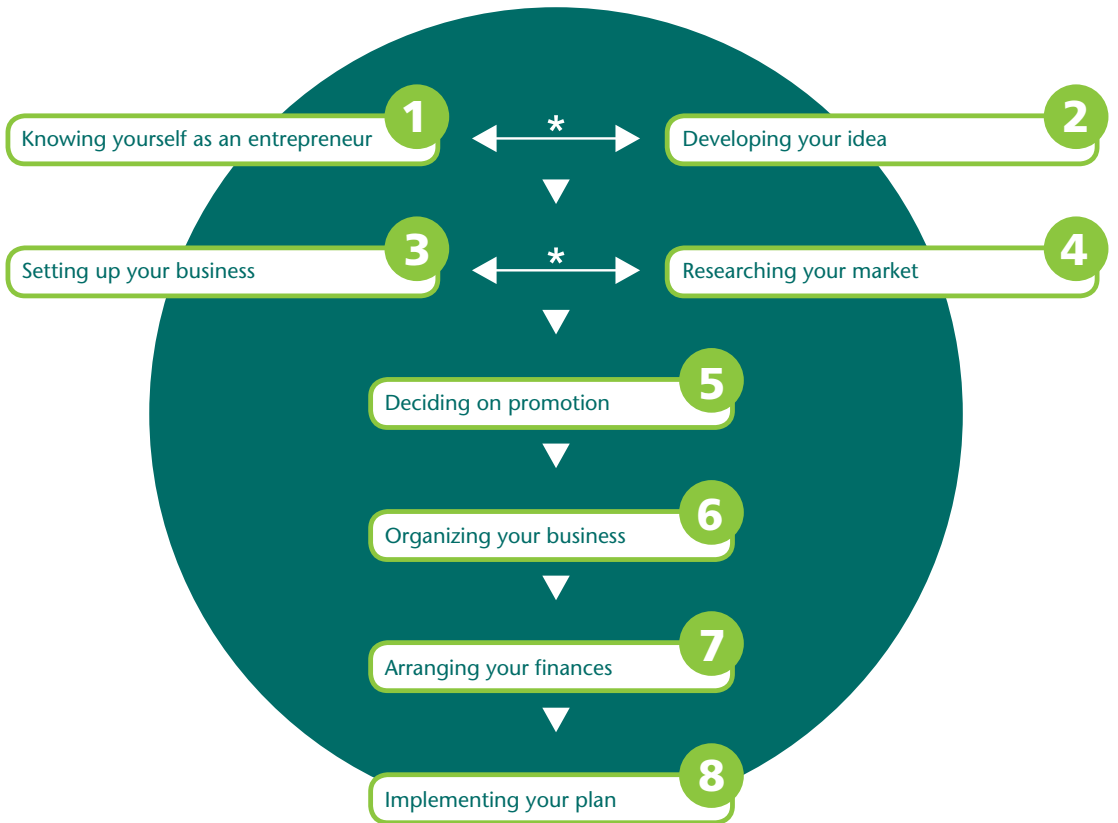 1
Knowing yourself as an entrepreneur
*
2
Developing your idea
3
Setting up your business
*
4
Researching your market
5
Deciding on promotion
6
Organizing your business
7
Arranging your finances
8
Implementing your plan